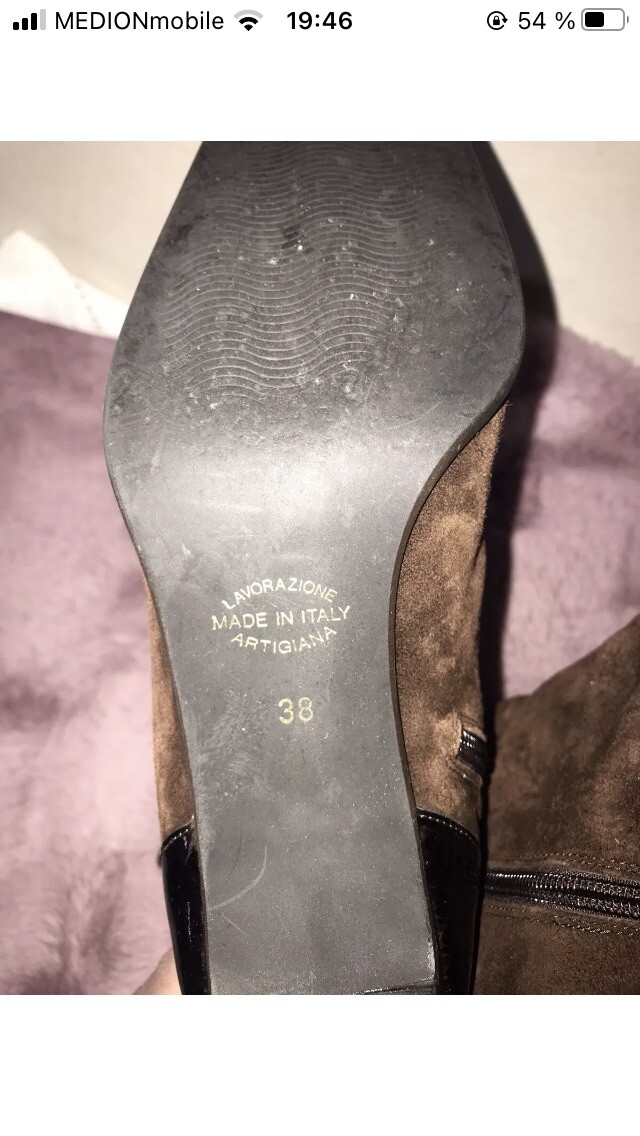 MEDIONmobile 19:46 54 %
LAVORAZIONE
MADE IN ITALY
ARTIGIANA
38